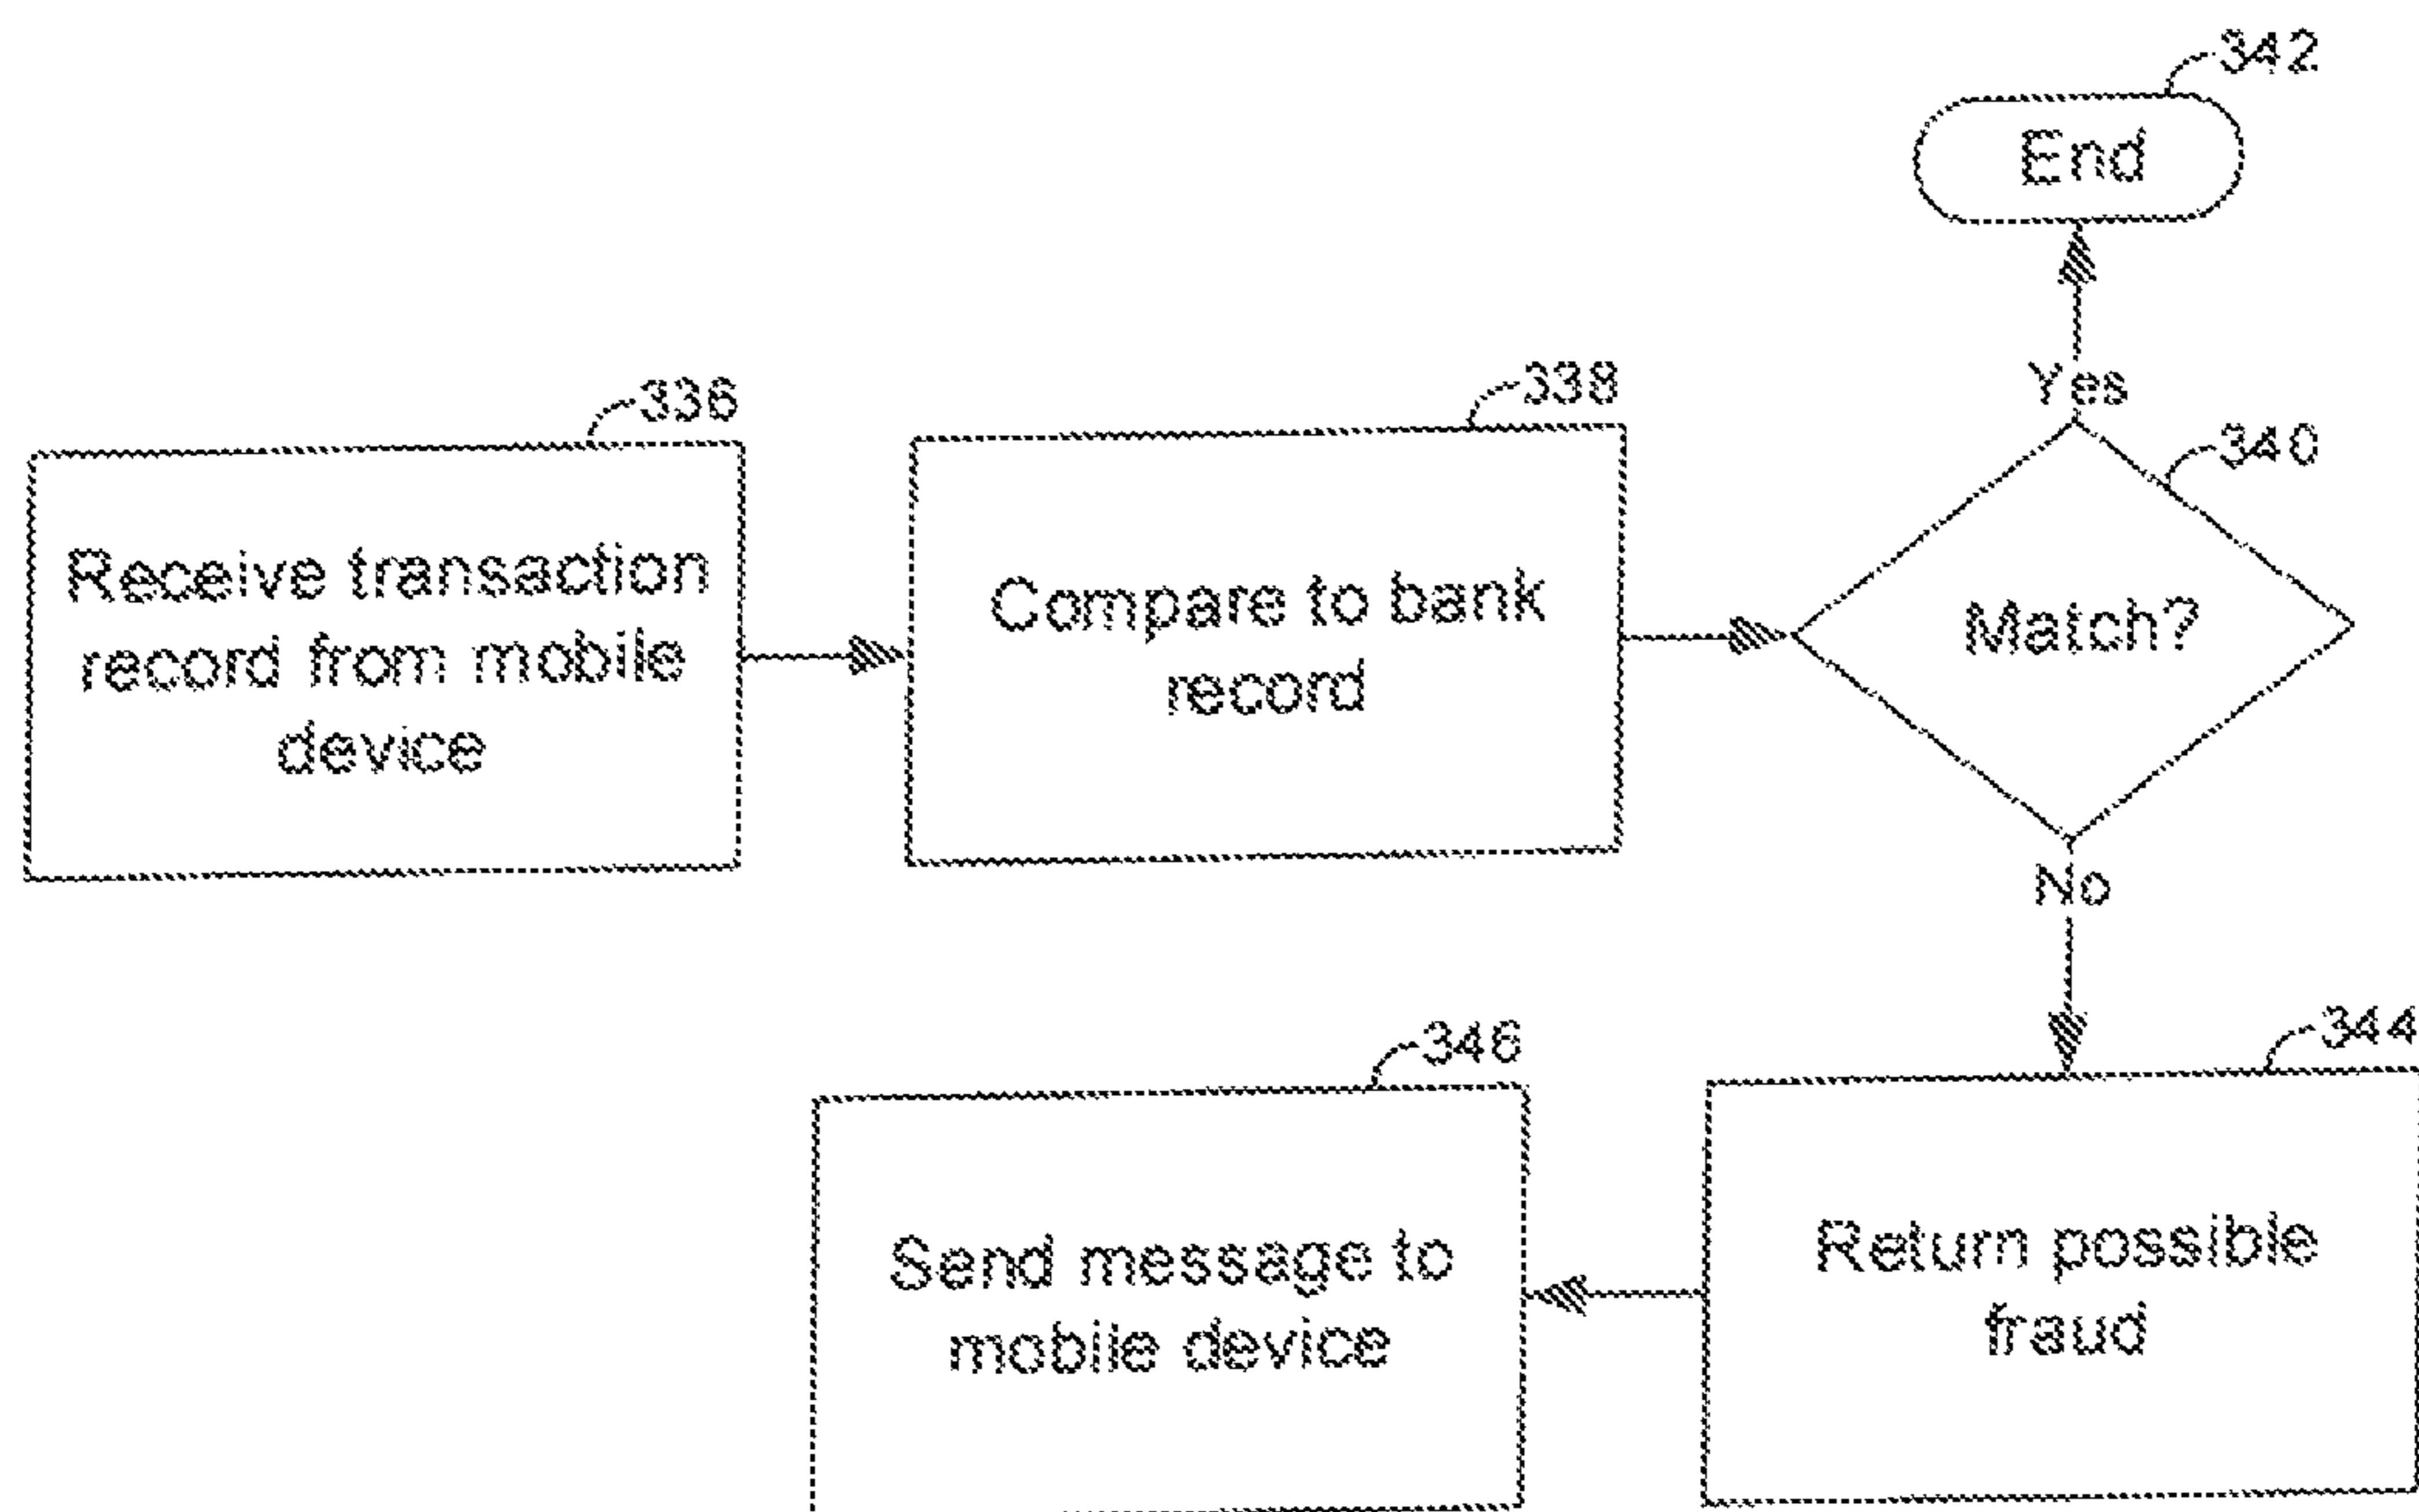 342
End
Yes
336
338
340
Receive transaction
record from mobile
device
Compare to bank
record
Match?
No
346
344
Send message to
mobile device
Return possible
fraud